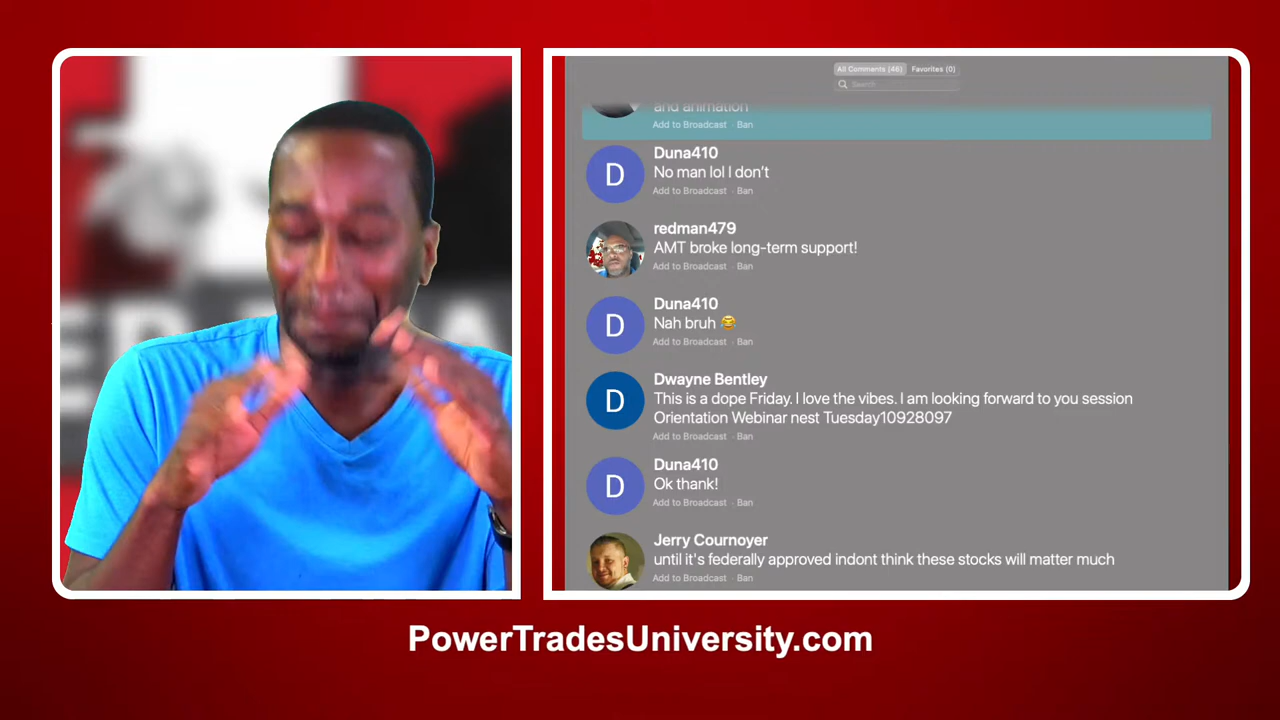 All Comments (46) Favorites (0)
Search
and animation
Add to Broadcast · Ban
D
Duna410
No man lol I don't
Add to Broadcast · Ban
redman479
AMT broke long-term support!
Add to Broadcast · Ban
D
Duna410
Nah bruh 🤣
Add to Broadcast · Ban
D
Dwayne Bentley
This is a dope Friday. I love the vibes. I am looking forward to you session
Orientation Webinar nest Tuesday10928097
Add to Broadcast · Ban
D
Duna410
Ok thank!
Add to Broadcast · Ban
Jerry Cournoyer
until it's federally approved indont think these stocks will matter much
Add to Broadcast · Ban
PowerTradesUniversity.com